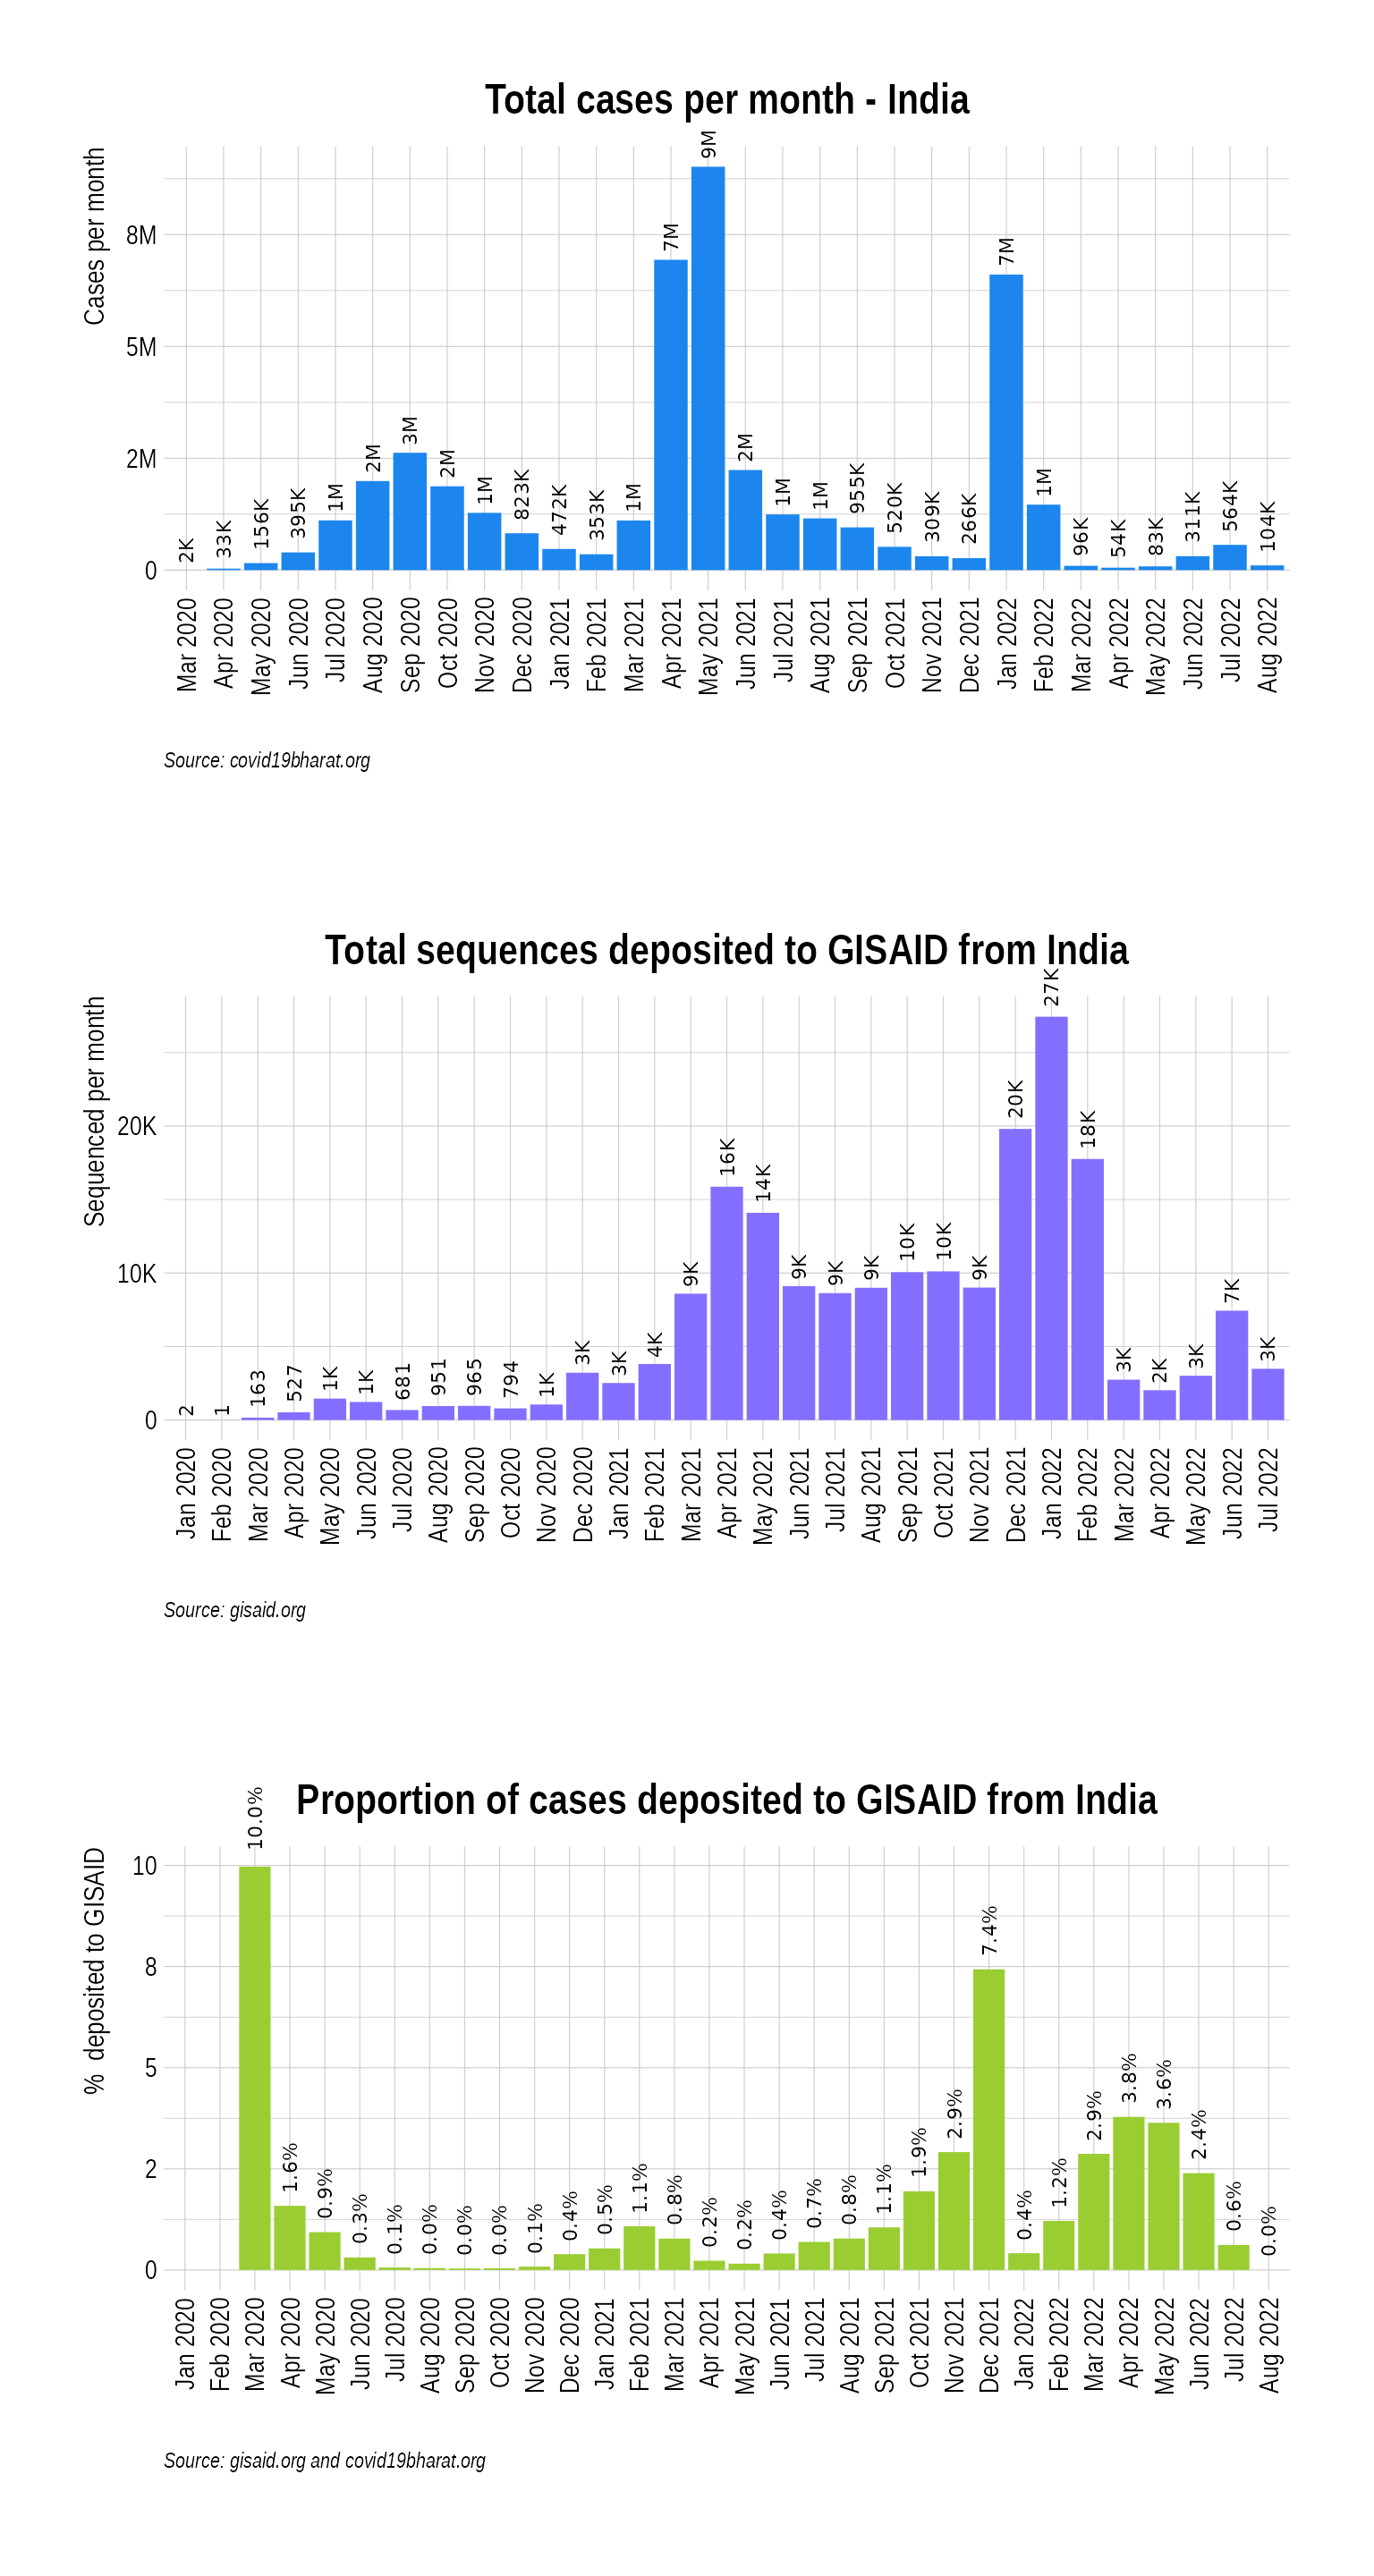 Total cases per month - India
Cases per month
8M
5M
2M
0
2K
33K
156K
395K
1M
2M
3M
2M
1M
823K
472K
353K
1M
7M
9M
2M
1M
1M
955K
520K
309K
266K
7M
1M
96K
54K
83K
311K
564K
104K
Mar 2020
Apr 2020
May 2020
Jun 2020
Jul 2020
Aug 2020
Sep 2020
Oct 2020
Nov 2020
Dec 2020
Jan 2021
Feb 2021
Mar 2021
Apr 2021
May 2021
Jun 2021
Jul 2021
Aug 2021
Sep 2021
Oct 2021
Nov 2021
Dec 2021
Jan 2022
Feb 2022
Mar 2022
Apr 2022
May 2022
Jun 2022
Jul 2022
Aug 2022
Source: covid19bharat.org
Total sequences deposited to GISAID from India
Sequenced per month
20K
10K
0
2
1
163
527
1K
1K
681
951
965
794
1K
3K
3K
4K
9K
16K
14K
9K
9K
9K
10K
10K
9K
20K
27K
18K
3K
2K
3K
7K
3K
Jan 2020
Feb 2020
Mar 2020
Apr 2020
May 2020
Jun 2020
Jul 2020
Aug 2020
Sep 2020
Oct 2020
Nov 2020
Dec 2020
Jan 2021
Feb 2021
Mar 2021
Apr 2021
May 2021
Jun 2021
Jul 2021
Aug 2021
Sep 2021
Oct 2021
Nov 2021
Dec 2021
Jan 2022
Feb 2022
Mar 2022
Apr 2022
May 2022
Jun 2022
Jul 2022
Source: gisaid.org
Proportion of cases deposited to GISAID from India
% deposited to GISAID
10
8
5
2
0
10.0%
1.6%
0.9%
0.3%
0.1%
0.0%
0.0%
0.0%
0.1%
0.4%
0.5%
1.1%
0.8%
0.2%
0.2%
0.4%
0.7%
0.8%
1.1%
1.9%
2.9%
7.4%
0.4%
1.2%
2.9%
3.8%
3.6%
2.4%
0.6%
0.0%
Jan 2020
Feb 2020
Mar 2020
Apr 2020
May 2020
Jun 2020
Jul 2020
Aug 2020
Sep 2020
Oct 2020
Nov 2020
Dec 2020
Jan 2021
Feb 2021
Mar 2021
Apr 2021
May 2021
Jun 2021
Jul 2021
Aug 2021
Sep 2021
Oct 2021
Nov 2021
Dec 2021
Jan 2022
Feb 2022
Mar 2022
Apr 2022
May 2022
Jun 2022
Jul 2022
Aug 2022
Source: gisaid.org and covid19bharat.org